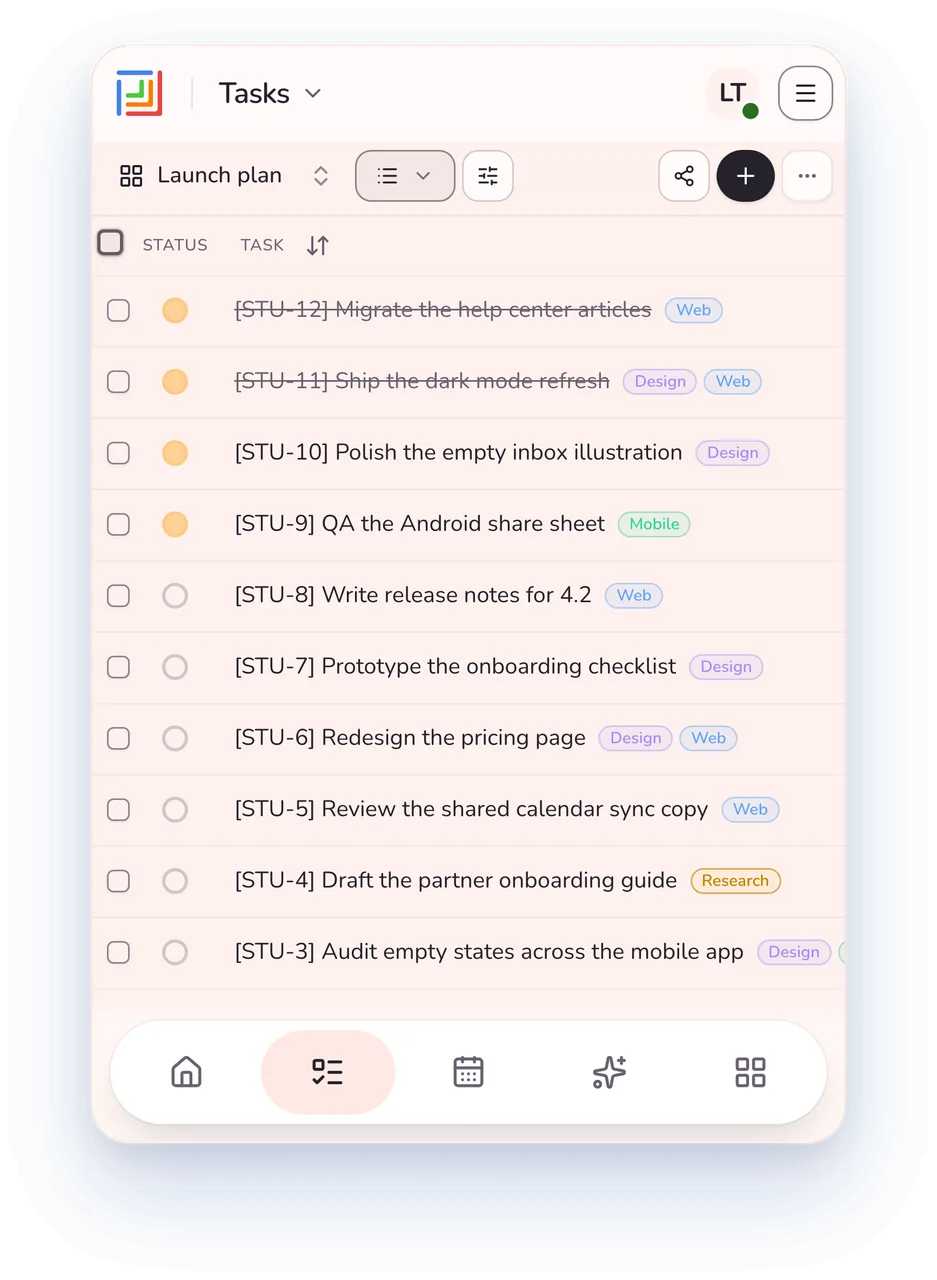 Tasks
LT
Launch plan
STATUS TASK
[STU-12] Migrate the help center articles Web
[STU-11] Ship the dark mode refresh Design Web
[STU-10] Polish the empty inbox illustration Design
[STU-9] QA the Android share sheet Mobile
[STU-8] Write release notes for 4.2 Web
[STU-7] Prototype the onboarding checklist Design
[STU-6] Redesign the pricing page Design Web
[STU-5] Review the shared calendar sync copy Web
[STU-4] Draft the partner onboarding guide Research
[STU-3] Audit empty states across the mobile app Design